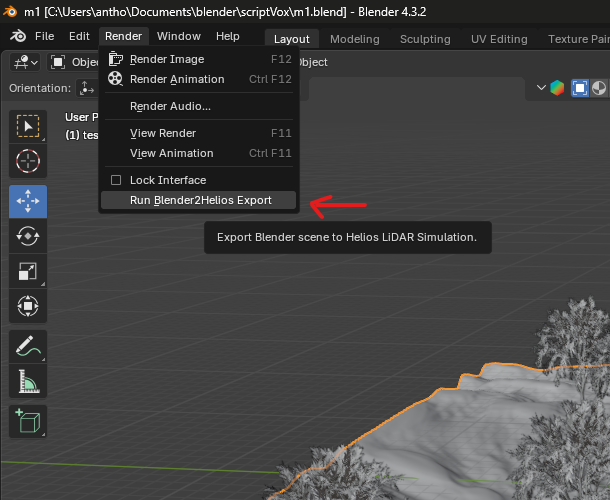 m1 [C:\Users\antho\Documents\blender\scriptVox\m1.blend] - Blender 4.3.2
File Edit Render Window Help Layout Modeling Sculpting UV Editing Texture Pain
Objec
Object
Orientation:
User P
(1) tes
Render Image F12
Render Animation Ctrl F12
Render Audio...
View Render F11
View Animation Ctrl F11
Lock Interface
Run Blender2Helios Export
Export Blender scene to Helios LiDAR Simulation.